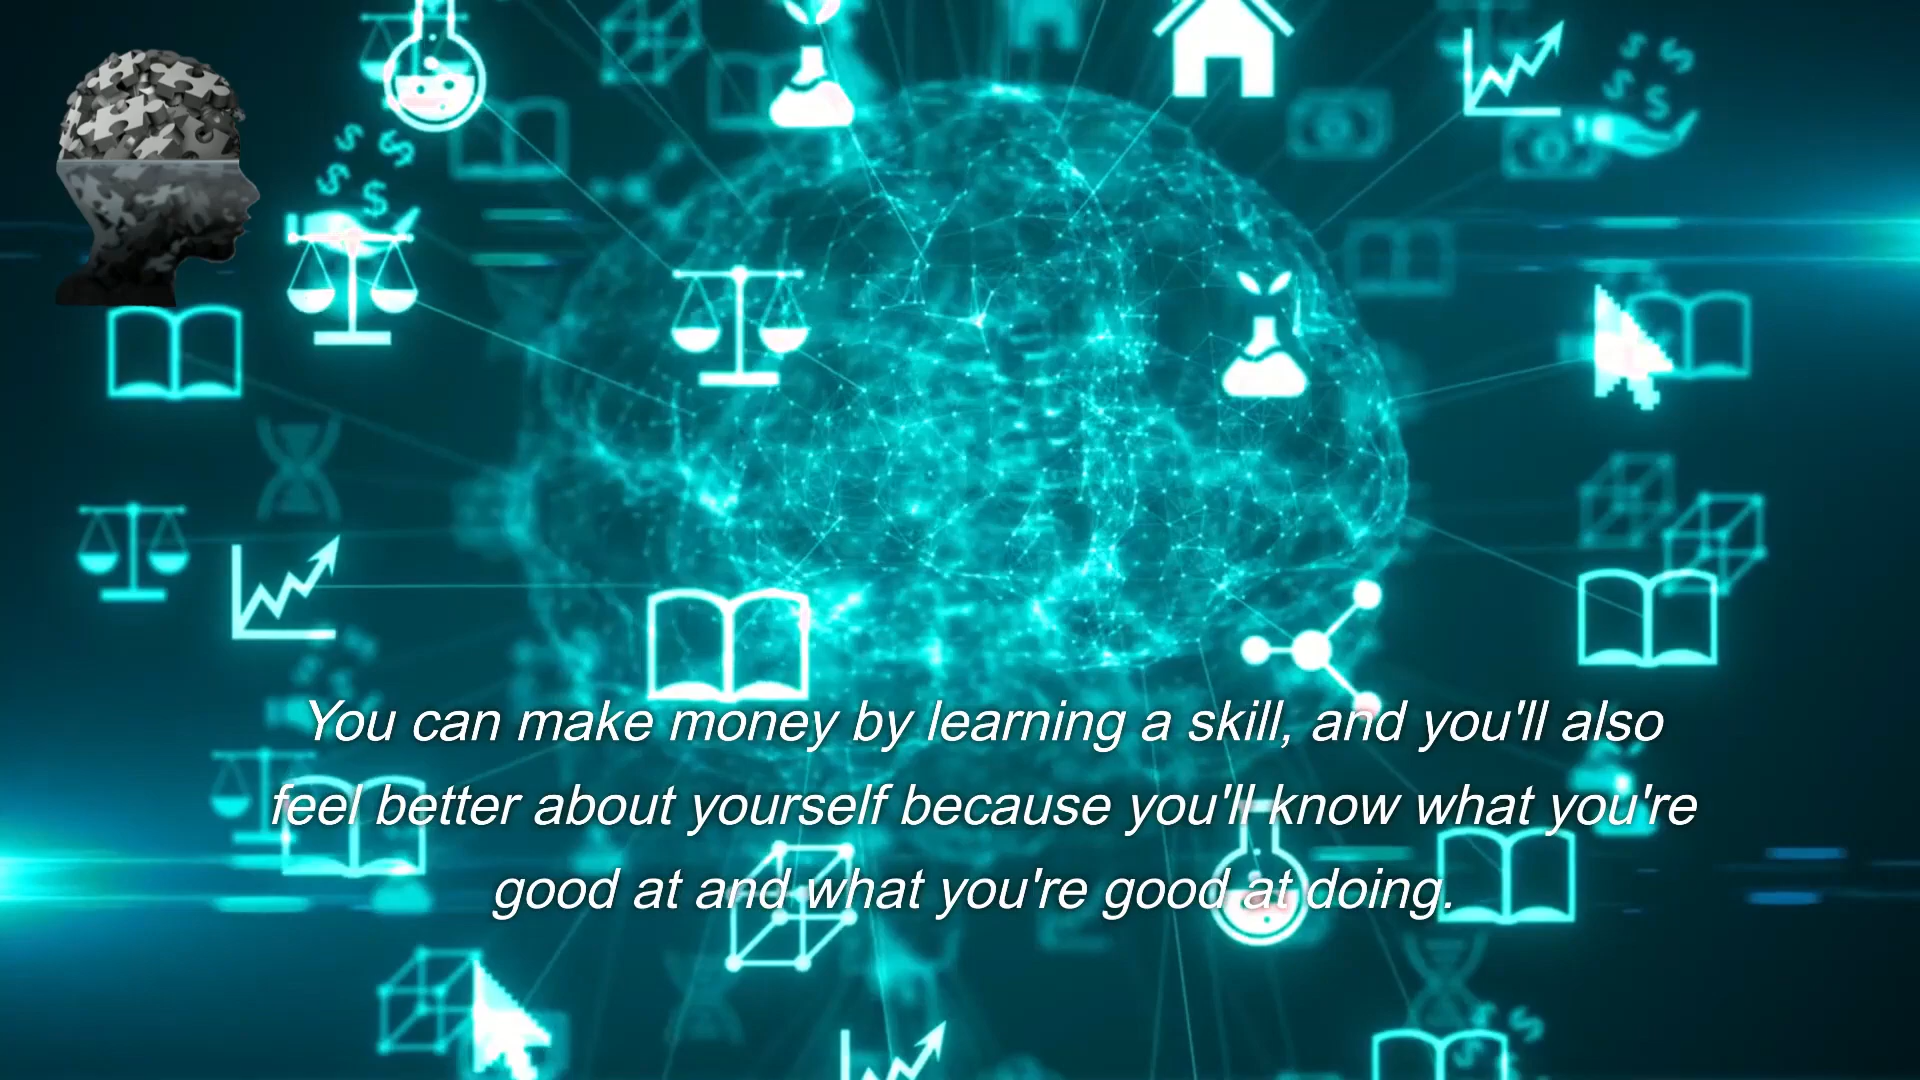 You can make money by learning a skill, and you'll also
feel better about yourself because you'll know what you're
good at and what you're good at doing.